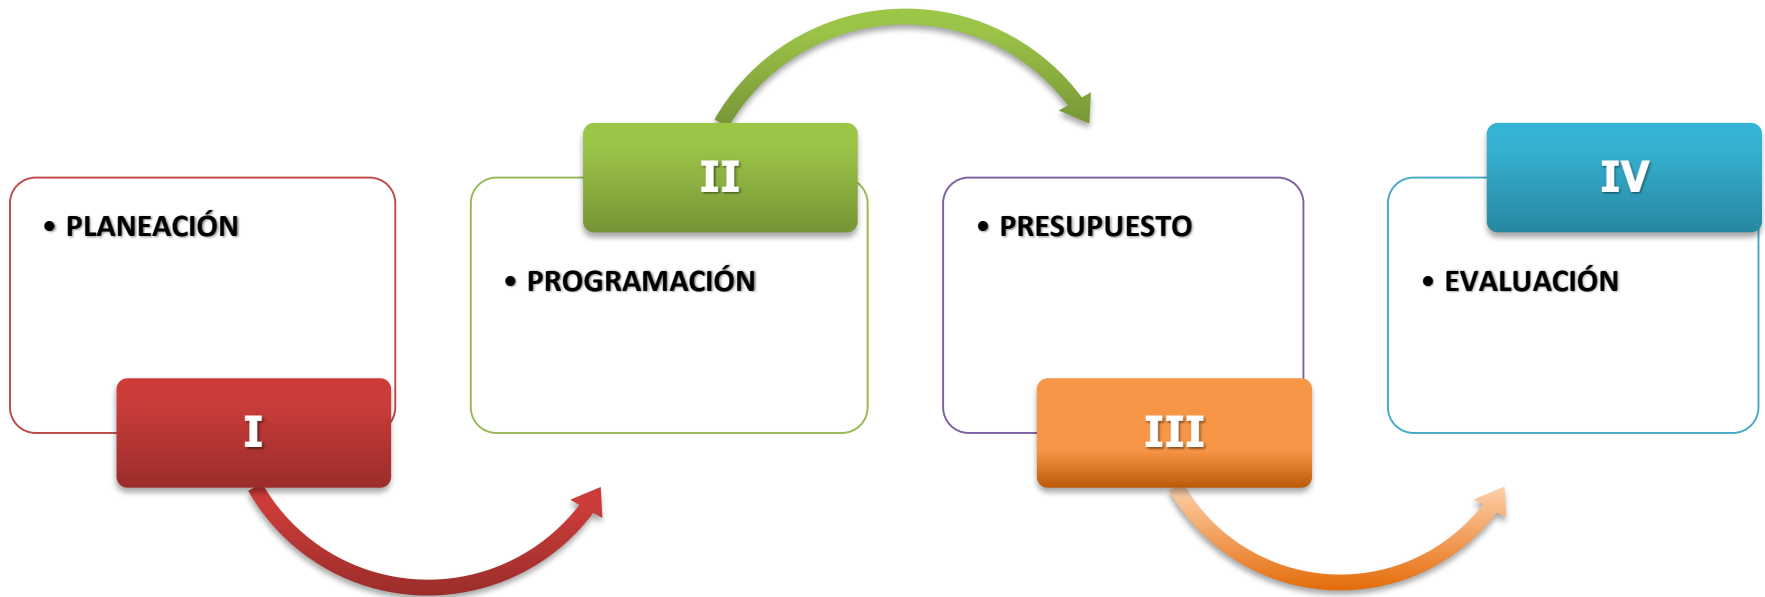 • PLANEACIÓN
I
II
• PROGRAMACIÓN
• PRESUPUESTO
III
IV
• EVALUACIÓN